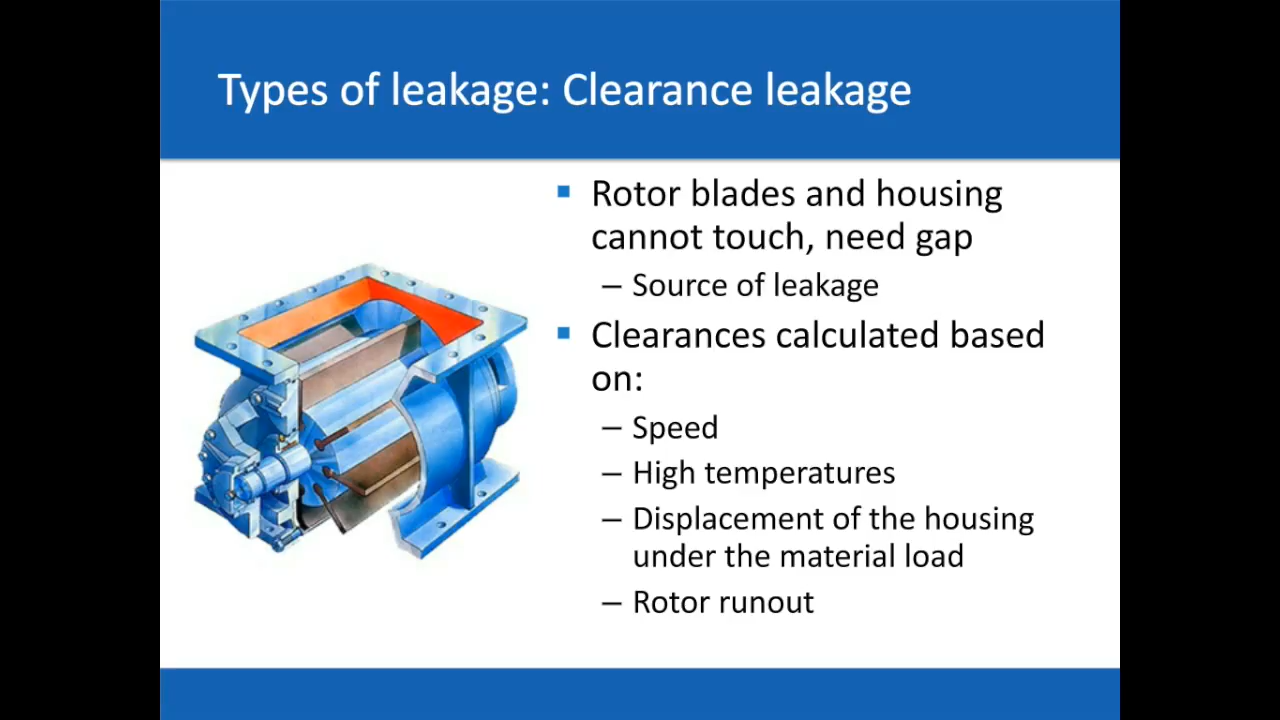 Types of leakage: Clearance leakage
▪ Rotor blades and housing
cannot touch, need gap
– Source of leakage
▪ Clearances calculated based
on:
– Speed
– High temperatures
– Displacement of the housing
under the material load
– Rotor runout